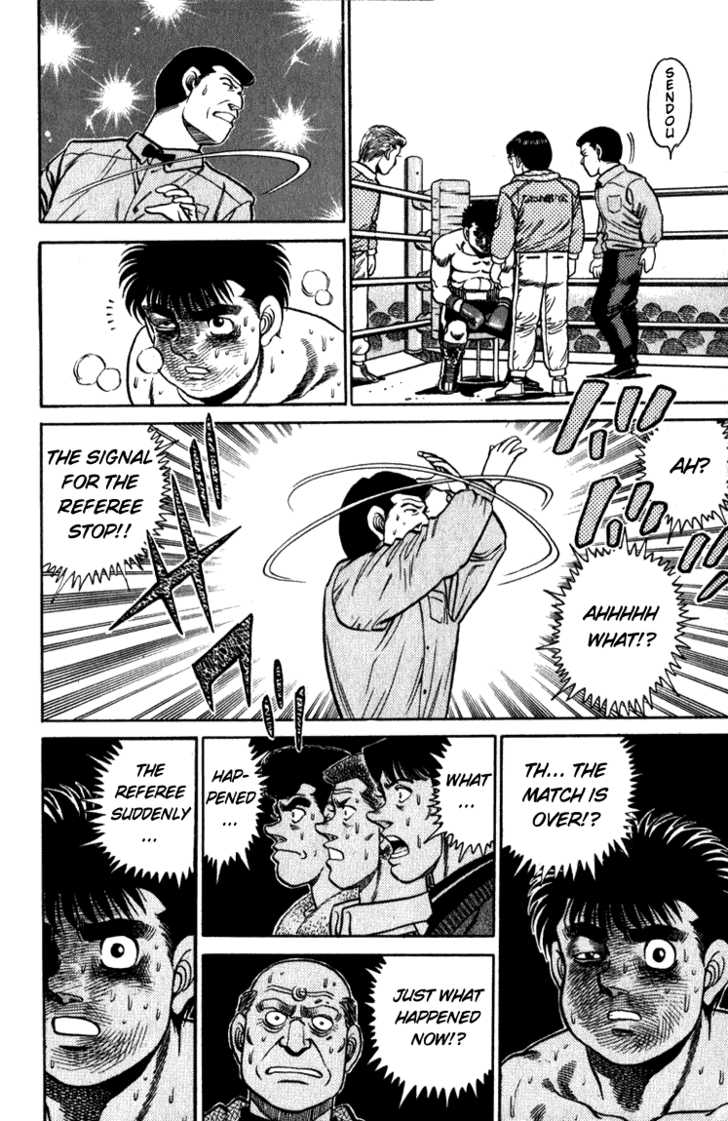 SENDOU
AH?
AHHHHH
WHAT!?
THE SIGNAL
FOR THE
REFEREE
STOP!!
TH... THE
MATCH IS
OVER!?
WHAT
...
HAP-
PENED
...
THE
REFEREE
SUDDENLY
...
JUST WHAT
HAPPENED
NOW!?